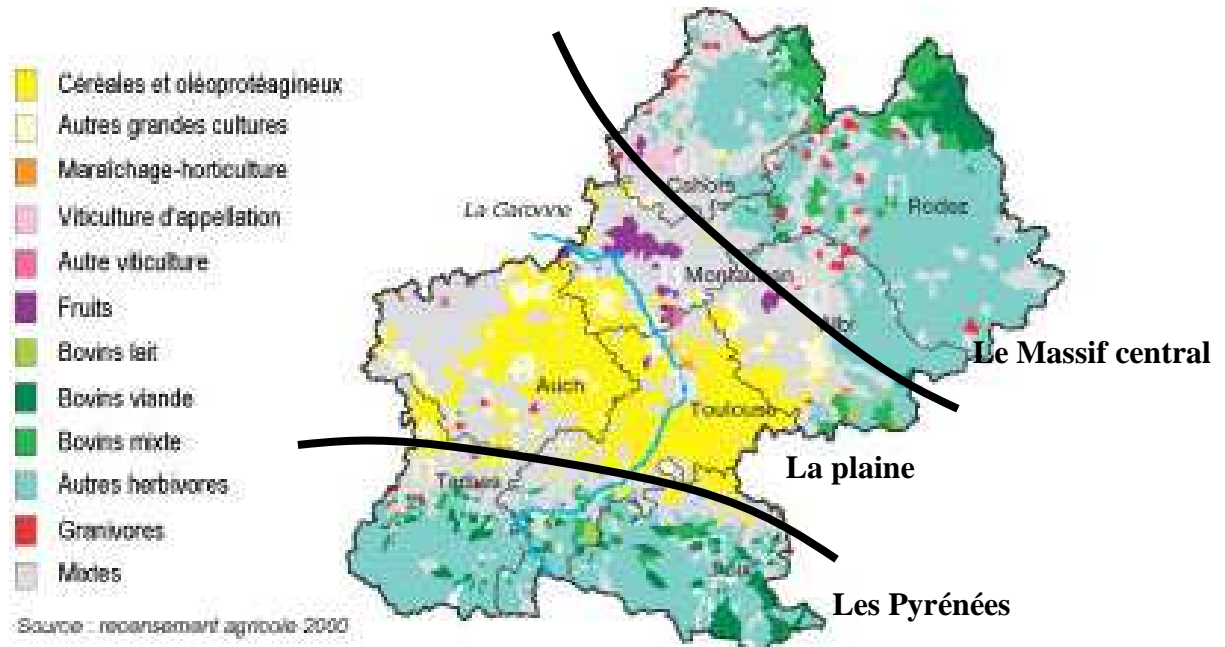 Céréales et oléoprotéagineux
Autres grandes cultures
Maraîchage-horticulture
Viticulture d'appellation
Autre viticulture
Fruits
Bovins lait
Bovins viande
Bovins mixte
Autres herbivores
Granivores
Mixtes
Source : recensement agricole 2000
Cahors
Rodez
La Garonne
Montauban
Albi
Le Massif central
Auch
Toulouse
La plaine
Tarbes
Foix
Les Pyrénées